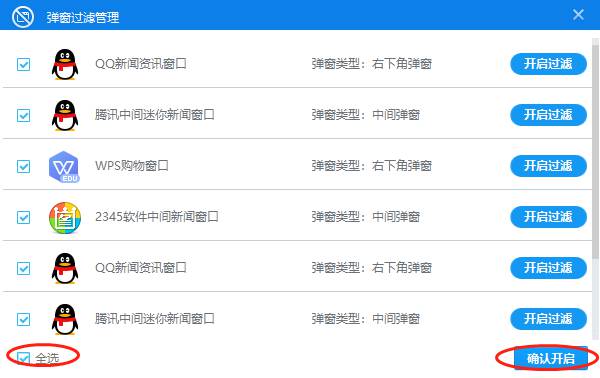 弹窗过滤管理
QQ新闻资讯窗口 弹窗类型：右下角弹窗 开启过滤
腾讯中间迷你新闻窗口 弹窗类型：中间弹窗 开启过滤
WPS购物窗口 弹窗类型：右下角弹窗 开启过滤
EDU
2345软件中间新闻窗口 弹窗类型：中间弹窗 开启过滤
QQ新闻资讯窗口 弹窗类型：右下角弹窗 开启过滤
腾讯中间迷你新闻窗口 弹窗类型：中间弹窗 开启过滤
全选 确认开启